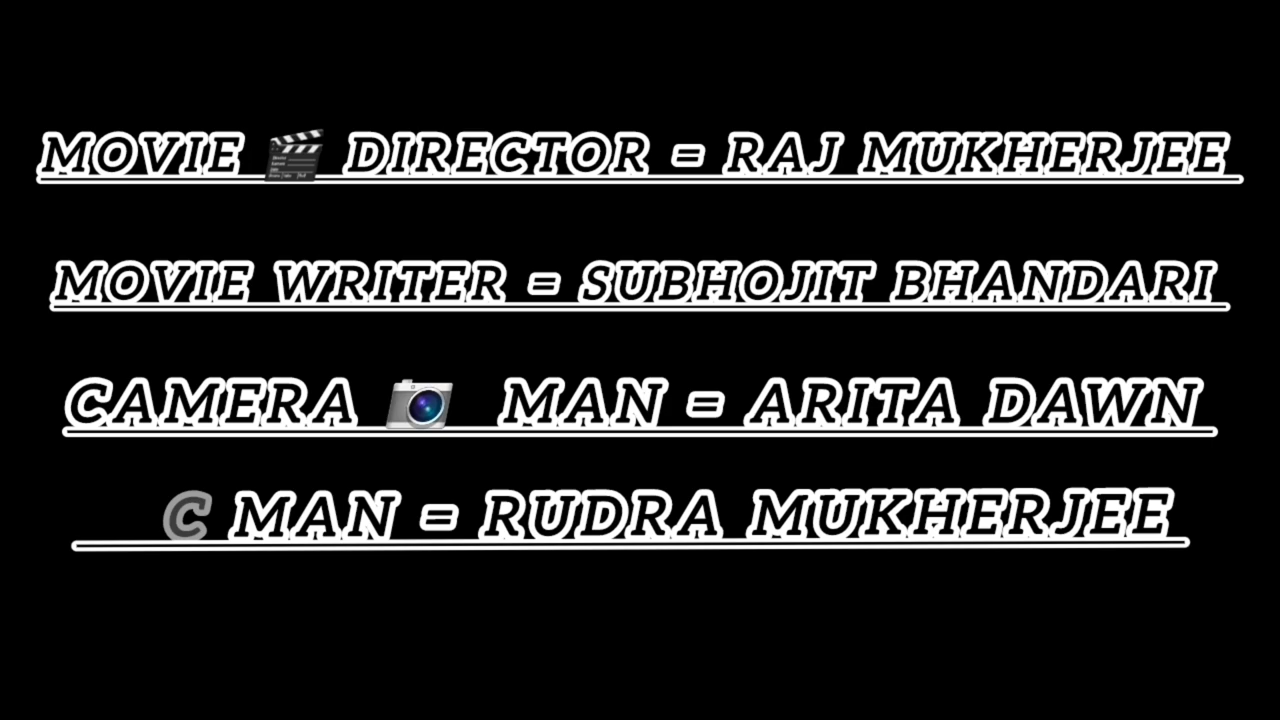 MOVIE 🎬 DIRECTOR = RAJ MUKHERJEE
MOVIE WRITER = SUBHOJIT BHANDARI
CAMERA 📷 MAN = ARITA DAWN
C MAN = RUDRA MUKHERJEE